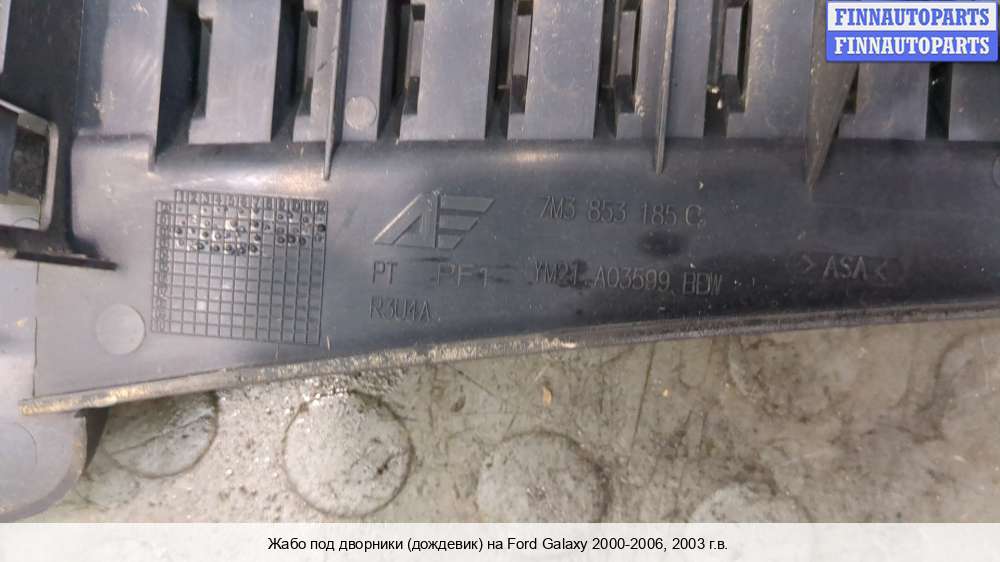 FINNAUTOPARTS
FINNAUTOPARTS
7M3 853 185 C
PT PF1 YM21 A03599 BBW
>ASA<
R3U4A
Жабо под дворники (дождевик) на Ford Galaxy 2000-2006, 2003 г.в.